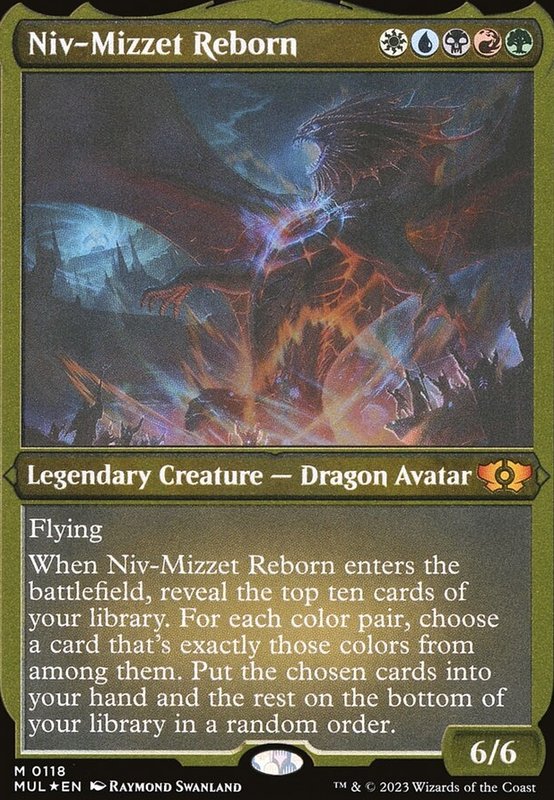 Niv-Mizzet Reborn
Legendary Creature — Dragon Avatar
Flying
When Niv-Mizzet Reborn enters the
battlefield, reveal the top ten cards of
your library. For each color pair, choose
a card that's exactly those colors from
among them. Put the chosen cards into
your hand and the rest on the bottom of
your library in a random order.
6/6
M 0118
MUL★EN Raymond Swanland
™ & © 2023 Wizards of the Coast